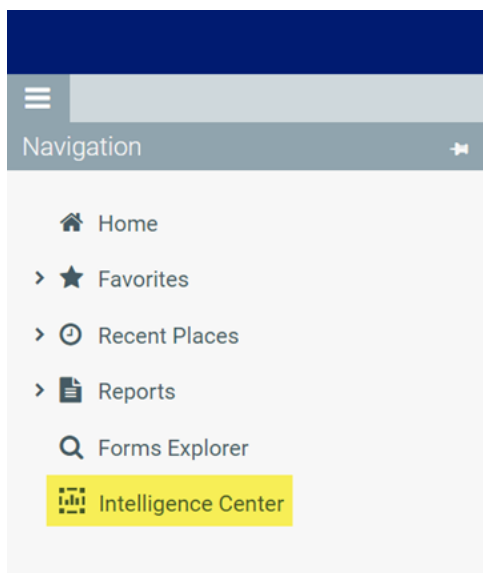 Navigation
Home
Favorites
Recent Places
Reports
Forms Explorer
Intelligence Center